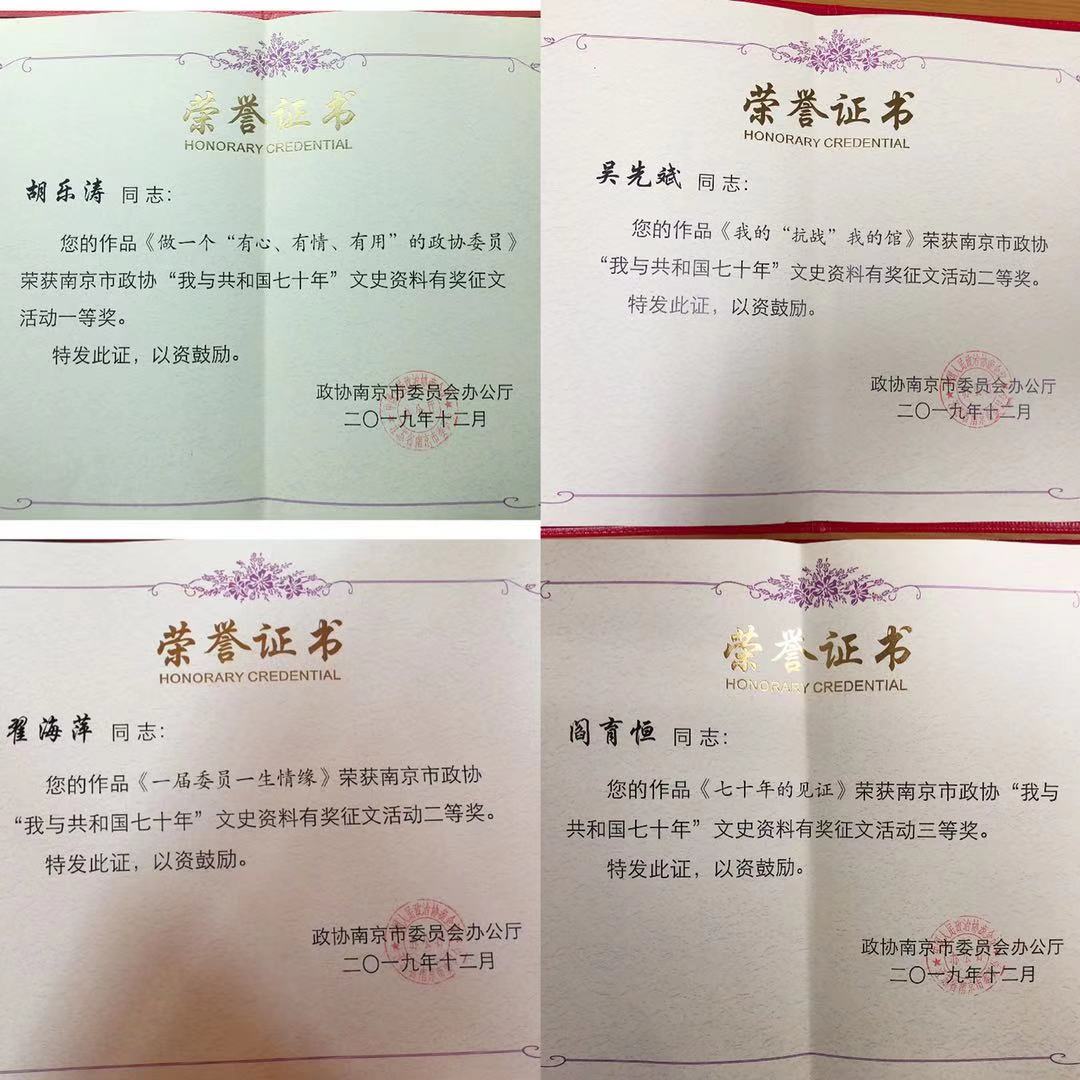 荣誉证书
HONORARY CREDENTIAL
胡乐涛 同志：
您的作品《做一个“有心、有情、有用”的政协委员》
荣获南京市政协“我与共和国七十年”文史资料有奖征文
活动一等奖。
特发此证，以资鼓励。
政协南京市委员会办公厅
二〇一九年十二月
荣誉证书
HONORARY CREDENTIAL
吴先斌 同志：
您的作品《我的“抗战”我的馆》荣获南京市政协
“我与共和国七十年”文史资料有奖征文活动二等奖。
特发此证，以资鼓励。
政协南京市委员会办公厅
二〇一九年十二月
荣誉证书
HONORARY CREDENTIAL
翟海萍 同志：
您的作品《一届委员一生情缘》荣获南京市政协
“我与共和国七十年”文史资料有奖征文活动二等奖。
特发此证，以资鼓励。
政协南京市委员会办公厅
二〇一九年十二月
荣誉证书
HONORARY CREDENTIAL
阎育恒 同志：
您的作品《七十年的见证》荣获南京市政协“我与
共和国七十年”文史资料有奖征文活动三等奖。
特发此证，以资鼓励。
政协南京市委员会办公厅
二〇一九年十二月